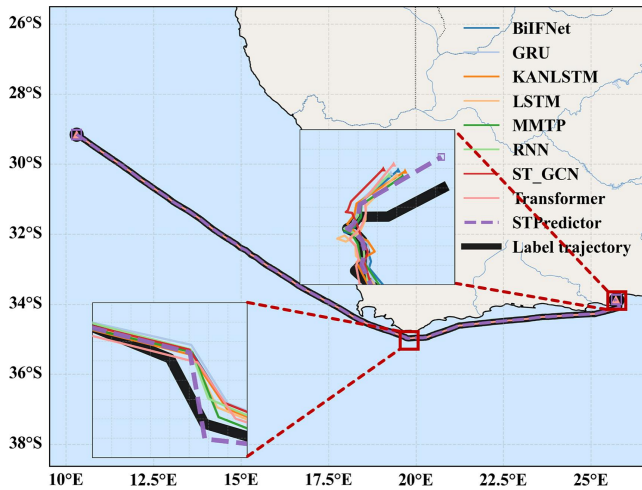 26°S
28°S
30°S
32°S
34°S
36°S
38°S
BiIFNet
GRU
KANLSTM
LSTM
MMTP
RNN
ST_GCN
Transformer
STPredictor
Label trajectory
10°E
12.5°E
15°E
17.5°E
20°E
22.5°E
25°E